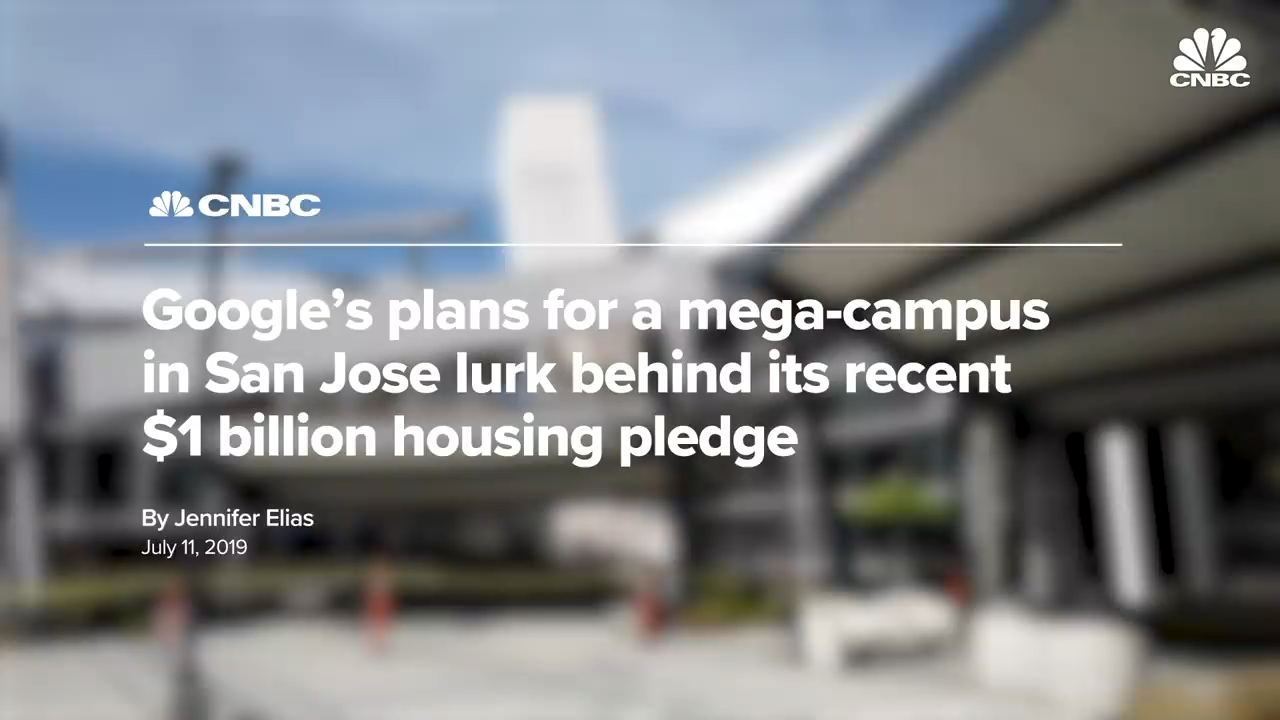 CNBC
CNBC
Google’s plans for a mega-campus
in San Jose lurk behind its recent
$1 billion housing pledge
By Jennifer Elias
July 11, 2019